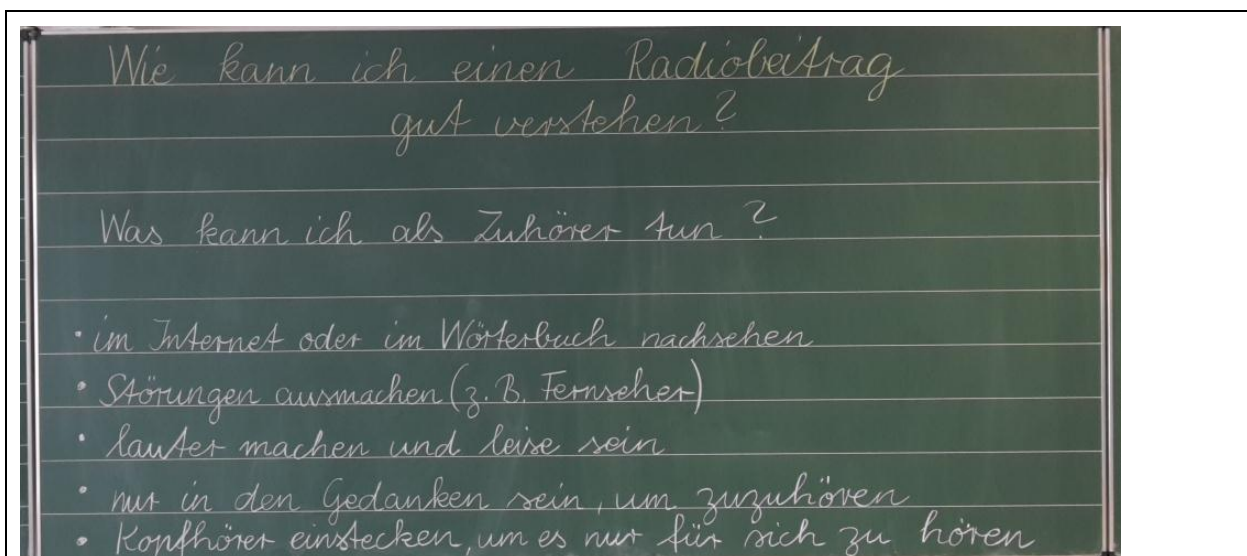 Wie kann ich einen Radiobeitrag
gut verstehen?
Was kann ich als Zuhörer tun?
• im Internet oder im Wörterbuch nachsehen
• Störungen ausmachen (z. B. Fernseher)
• lauter machen und leise sein
• nur in den Gedanken sein, um zuzuhören
• Kopfhörer einstecken, um es nur für sich zu hören